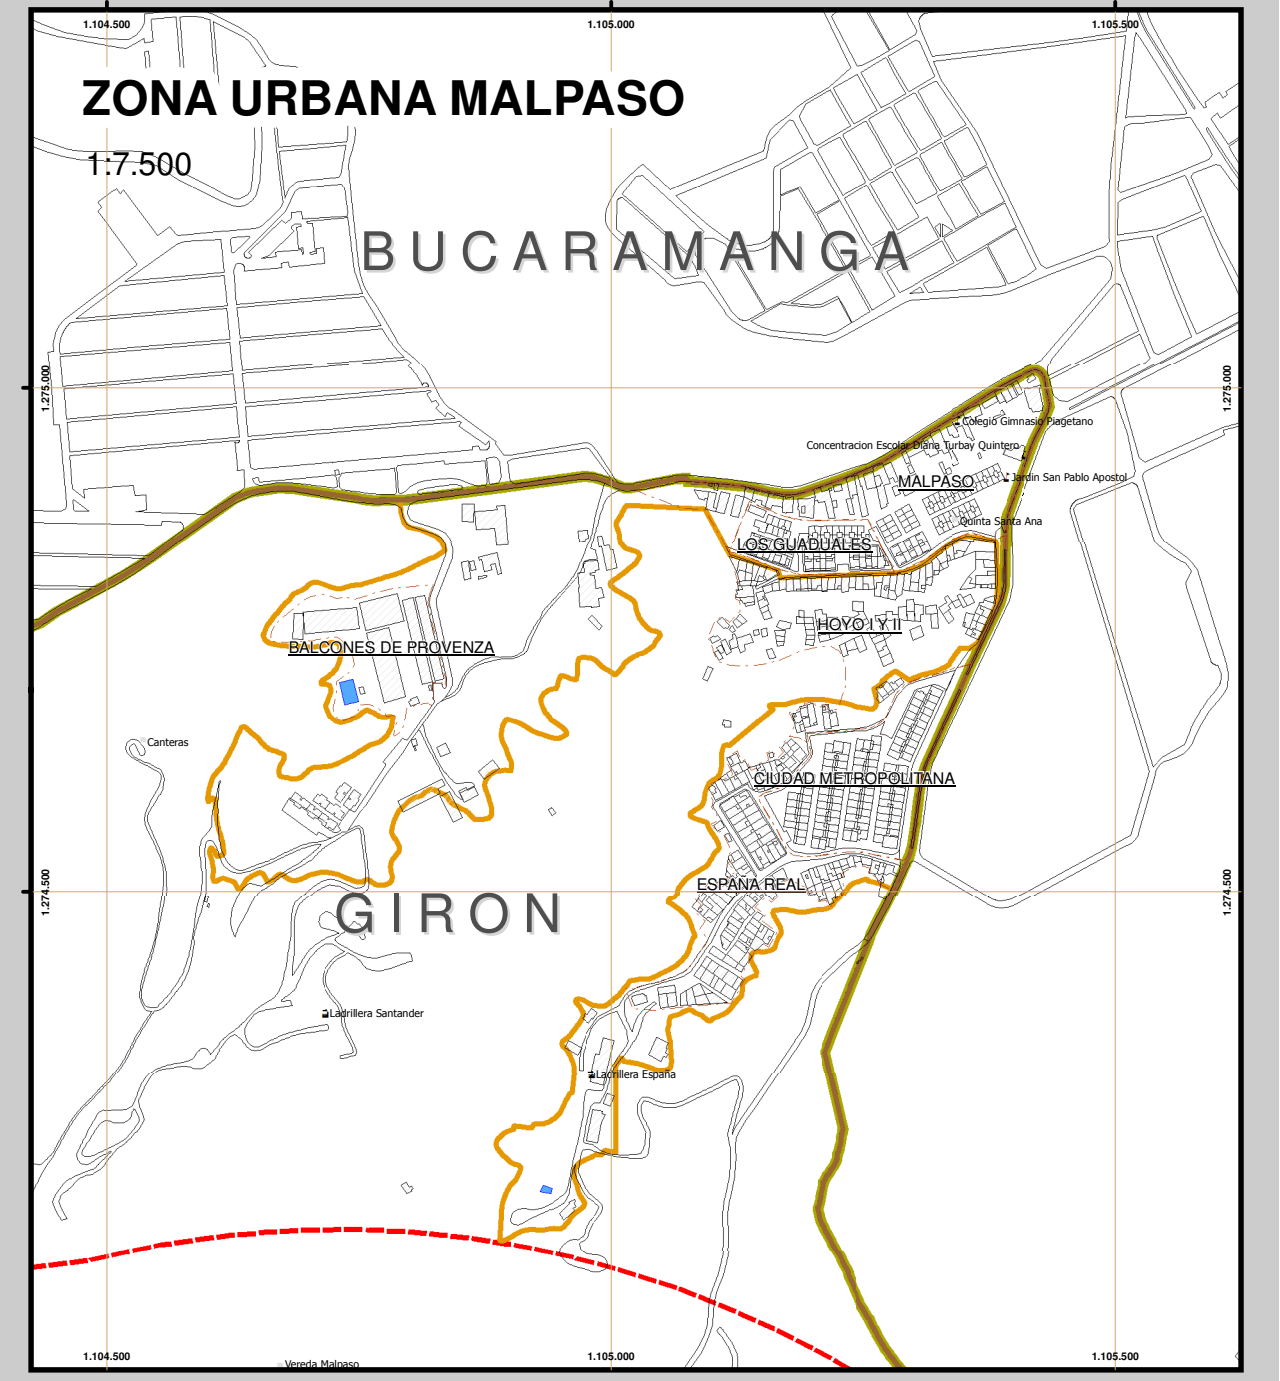 1.104.500 1.105.000 1.105.500
ZONA URBANA MALPASO
1:7.500
BUCARAMANGA
1.275.000
1.275.000
Colegio Gimnasio Piagetano
Concentracion Escolar Diana Turbay Quintero
MALPASO
Jardin San Pablo Apostol
Quinta Santa Ana
LOS GUADUALES
HOYO I Y II
BALCONES DE PROVENZA
Canteras
CIUDAD METROPOLITANA
ESPAÑA REAL
1.274.500
1.274.500
GIRON
Ladrillera Santander
Ladrillera España
1.104.500 1.105.000 1.105.500
Vereda Malpaso